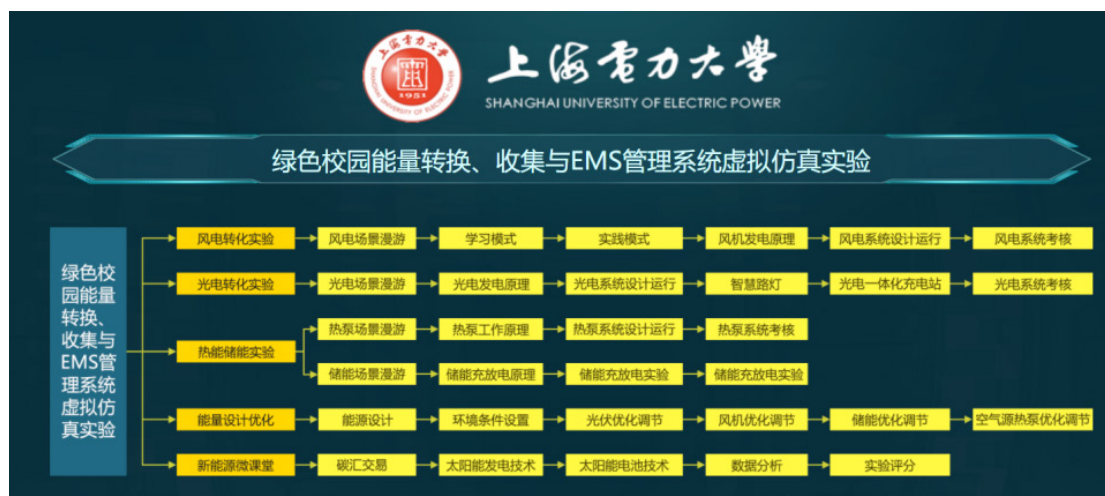 上海电力大学
SHANGHAI UNIVERSITY OF ELECTRIC POWER
上海電力大學
SHANGHAI UNIVERSITY OF ELECTRIC POWER
1951
绿色校园能量转换、收集与EMS管理系统虚拟仿真实验
绿色校
园能量
转换、
收集与
EMS管
理系统
虚拟仿
真实验
风电转化实验 风电场景漫游 学习模式 实践模式 风机发电原理 风电系统设计运行 风电系统考核
光电转化实验 光电场景漫游 光电发电原理 光电系统设计运行 智慧路灯 光电一体化充电站 光电系统考核
热能储能实验
热泵场景漫游 热泵工作原理 热泵系统设计运行 热泵系统考核
储能场景漫游 储能充放电原理 储能充放电实验 储能充放电实验
能量设计优化 能源设计 环境条件设置 光伏优化调节 风机优化调节 储能优化调节 空气源热泵优化调节
新能源微课堂 碳汇交易 太阳能发电技术 太阳能电池技术 数据分析 实验评分